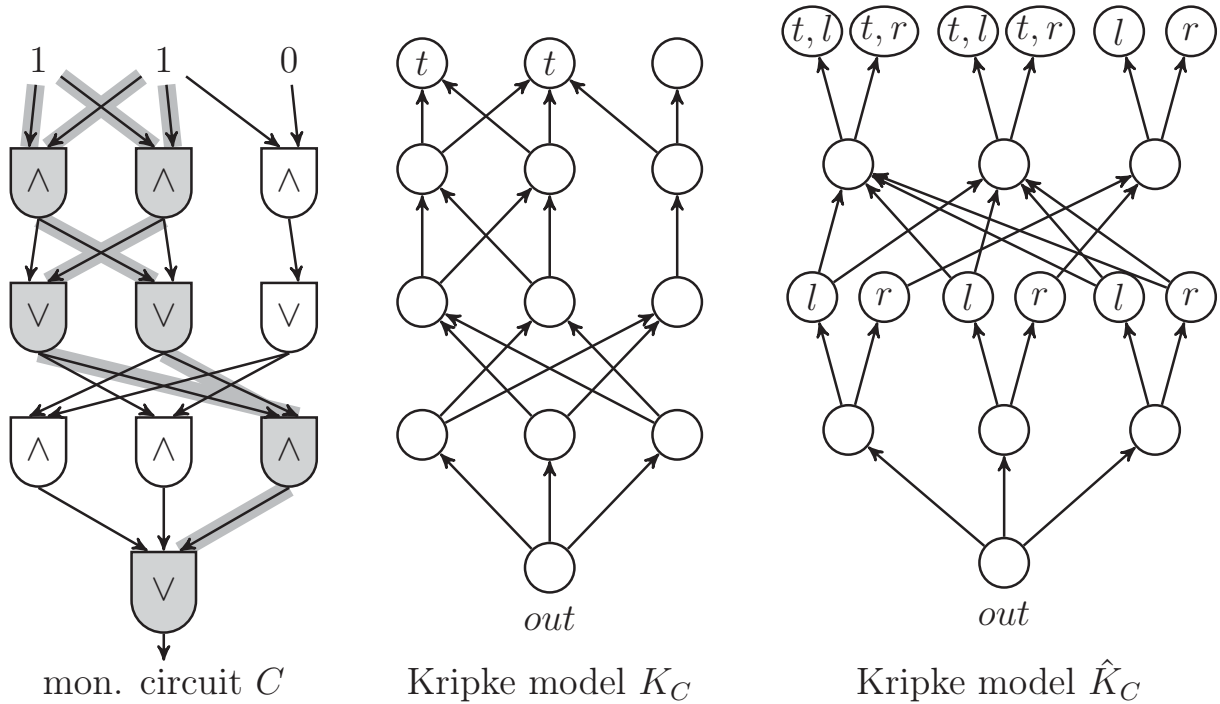 t, l t, r t, l t, r l r
1 1 0 t t
∧ ∧ ∧
l r l r l r
∨ ∨ ∨
∧ ∧ ∧
∨
out out
mon. circuit C Kripke model K_C Kripke model K̂_C